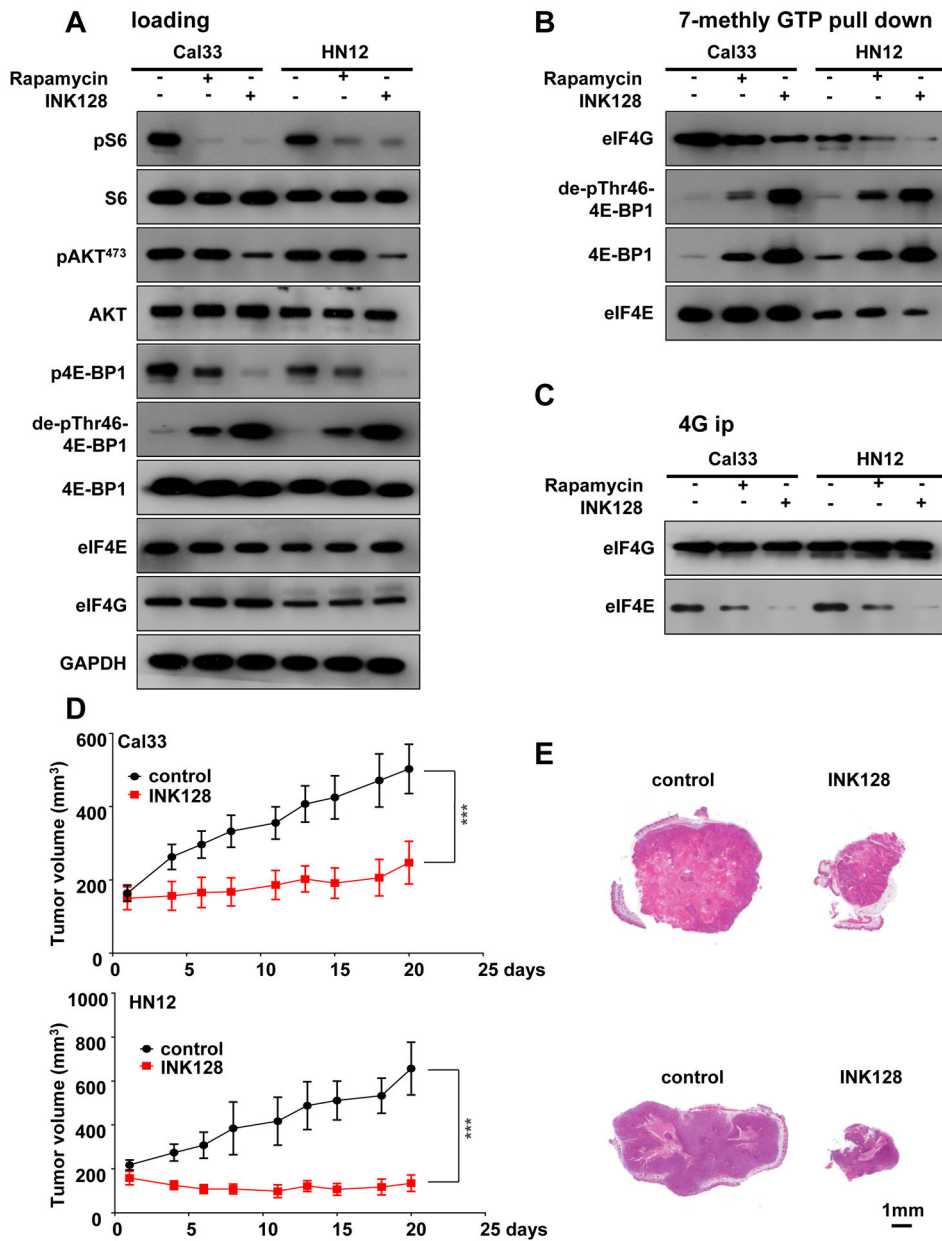 A loading
Cal33 HN12
Rapamycin - + - - + -
INK128 - - + - - +
pS6
S6
pAKT⁴⁷³
AKT
p4E-BP1
de-pThr46-
4E-BP1
4E-BP1
eIF4E
eIF4G
GAPDH
B 7-methly GTP pull down
Cal33 HN12
Rapamycin - + - - + -
INK128 - - + - - +
eIF4G
de-pThr46-
4E-BP1
4E-BP1
eIF4E
C
4G ip
Cal33 HN12
Rapamycin - + - - + -
INK128 - - + - - +
eIF4G
eIF4E
D
Cal33
control
INK128
***
Tumor volume (mm³)
600
400
200
0
0 5 10 15 20 25 days
HN12
control
INK128
***
Tumor volume (mm³)
1000
800
600
400
200
0
0 5 10 15 20 25 days
E
control INK128
control INK128
1mm